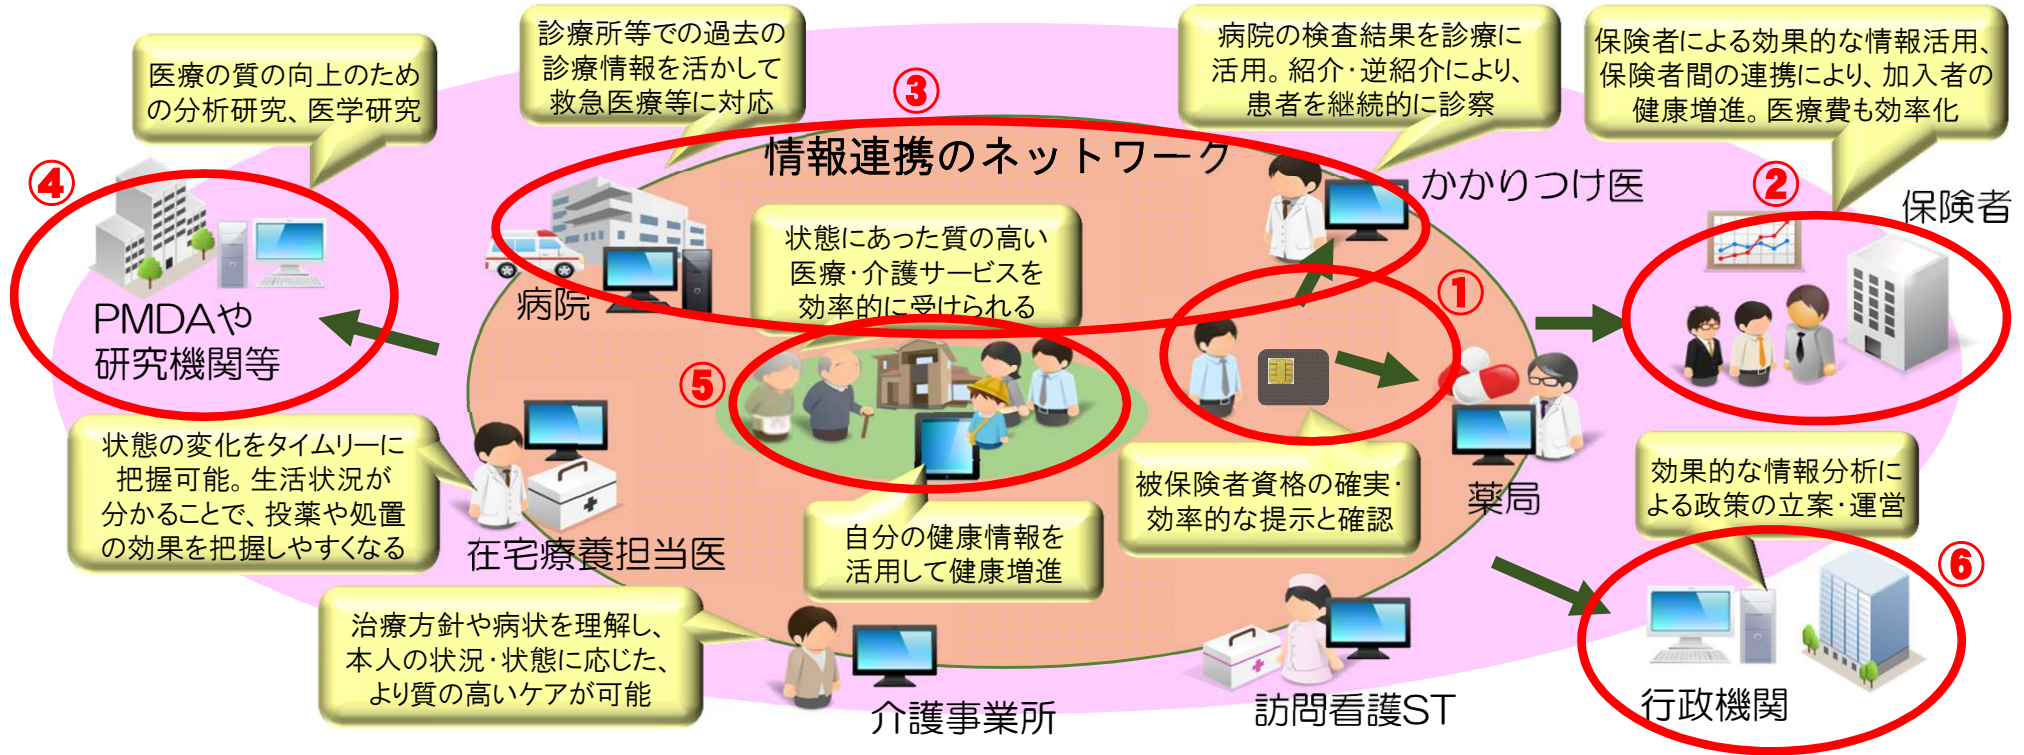 診療所等での過去の
診療情報を活かして
救急医療等に対応
病院の検査結果を診療に
活用。紹介・逆紹介により、
患者を継続的に診察
保険者による効果的な情報活用、
保険者間の連携により、加入者の
健康増進。医療費も効率化
医療の質の向上のため
の分析研究、医学研究
③
情報連携のネットワーク
④
かかりつけ医
②
保険者
状態にあった質の高い
医療・介護サービスを
効率的に受けられる
病院
①
PMDAや
研究機関等
⑤
状態の変化をタイムリーに
把握可能。生活状況が
分かることで、投薬や処置
の効果を把握しやすくなる
在宅療養担当医
自分の健康情報を
活用して健康増進
被保険者資格の確実・
効率的な提示と確認
薬局
効果的な情報分析に
よる政策の立案・運営
⑥
治療方針や病状を理解し、
本人の状況・状態に応じた、
より質の高いケアが可能
介護事業所
訪問看護ST
行政機関